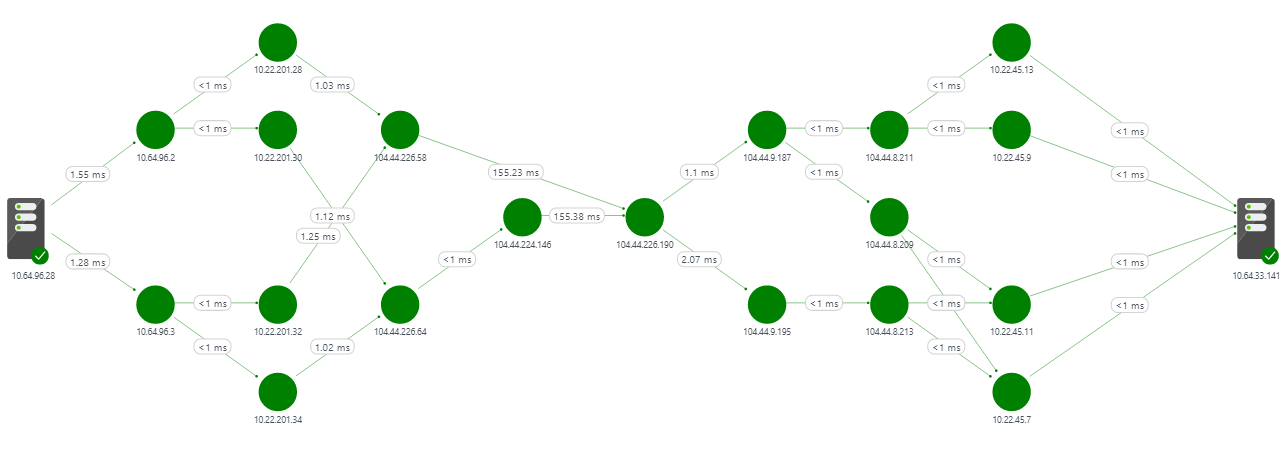 10.22.201.28
10.22.45.13
<1 ms
1.03 ms
<1 ms
<1 ms
<1 ms
<1 ms
<1 ms
10.64.96.2
10.22.201.30
104.44.226.58
104.44.9.187
104.44.8.211
10.22.45.9
1.55 ms
155.23 ms
1.1 ms
<1 ms
<1 ms
1.12 ms
155.38 ms
1.25 ms
104.44.224.146
104.44.226.190
104.44.8.209
1.28 ms
<1 ms
2.07 ms
<1 ms
<1 ms
10.64.96.28
10.64.33.141
<1 ms
<1 ms
<1 ms
<1 ms
10.64.96.3
10.22.201.32
104.44.226.64
104.44.9.195
104.44.8.213
10.22.45.11
<1 ms
1.02 ms
<1 ms
10.22.201.34
10.22.45.7